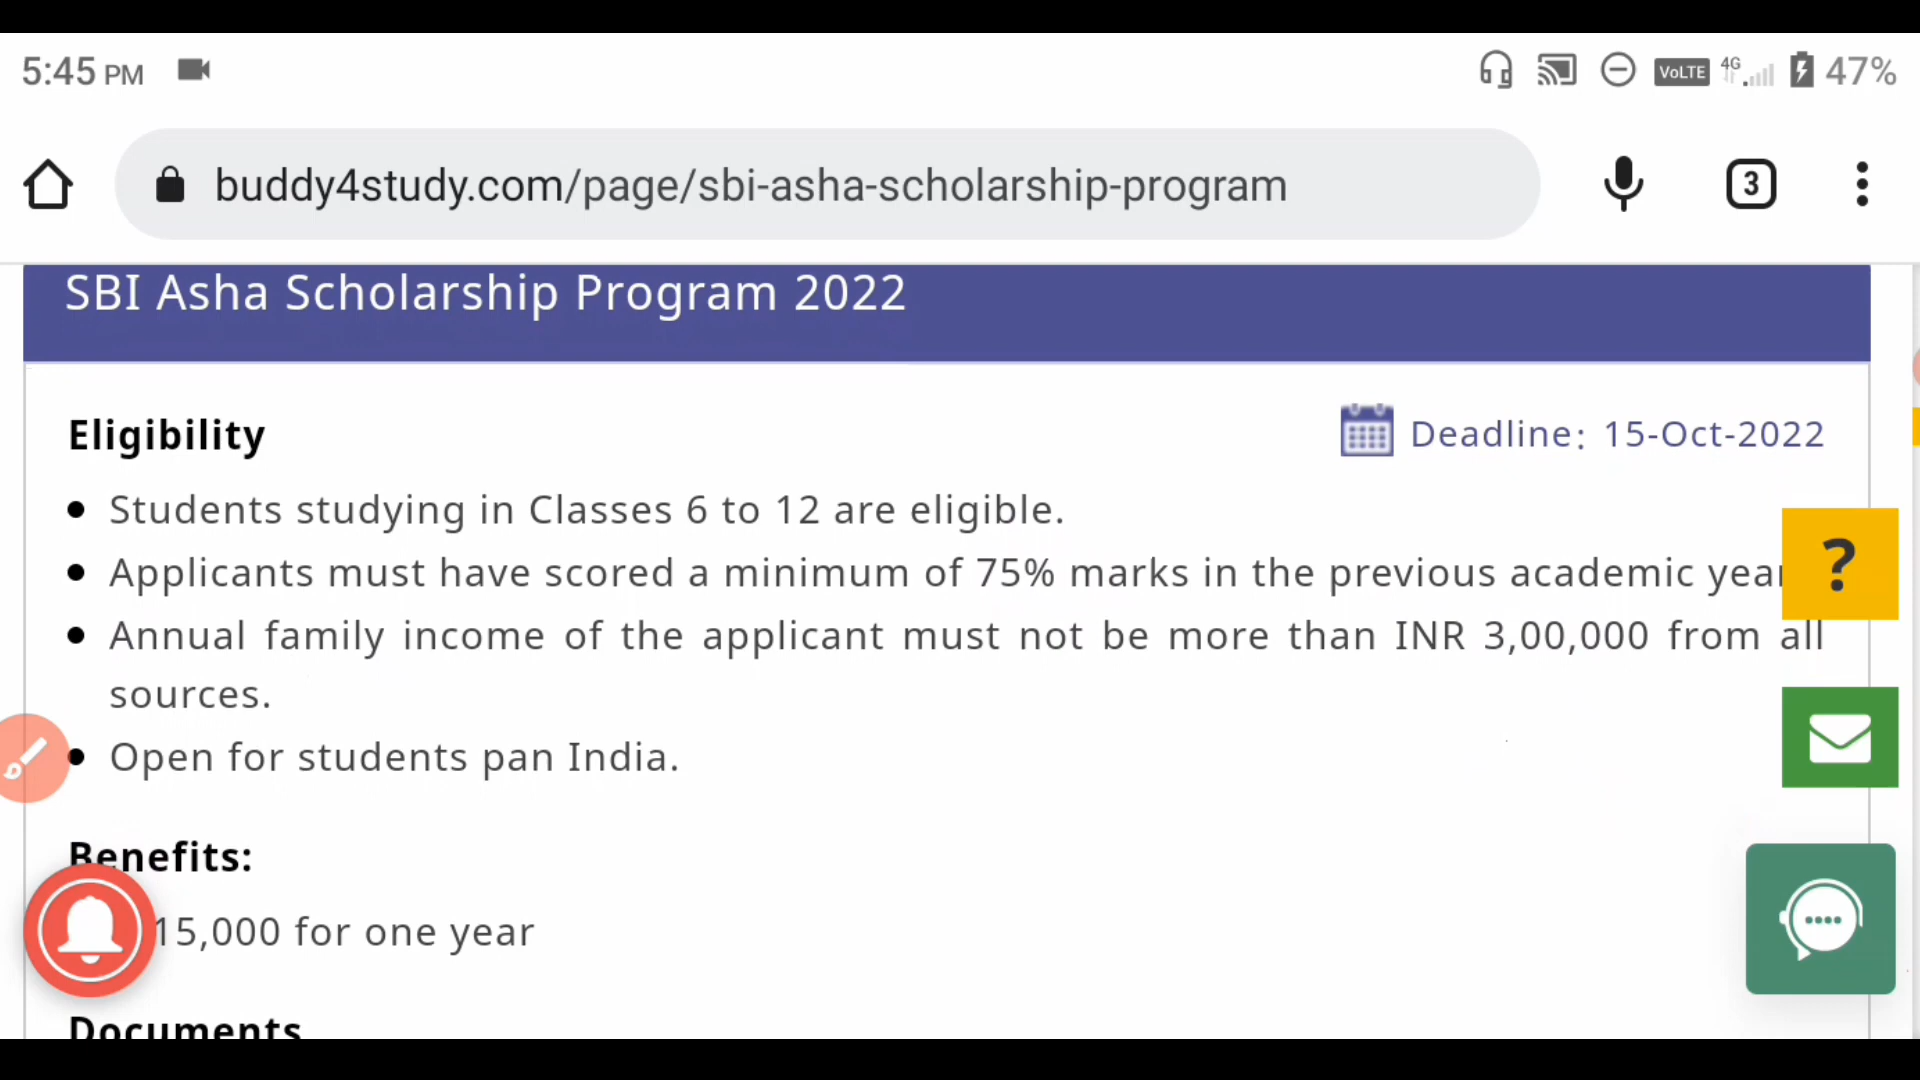 5:45 PM
VoLTE 4G 47%
buddy4study.com/page/sbi-asha-scholarship-program
3
SBI Asha Scholarship Program 2022
Eligibility
Deadline: 15-Oct-2022
Students studying in Classes 6 to 12 are eligible.
Applicants must have scored a minimum of 75% marks in the previous academic year
?
Annual family income of the applicant must not be more than INR 3,00,000 from all
sources.
Open for students pan India.
Benefits:
15,000 for one year
Documents